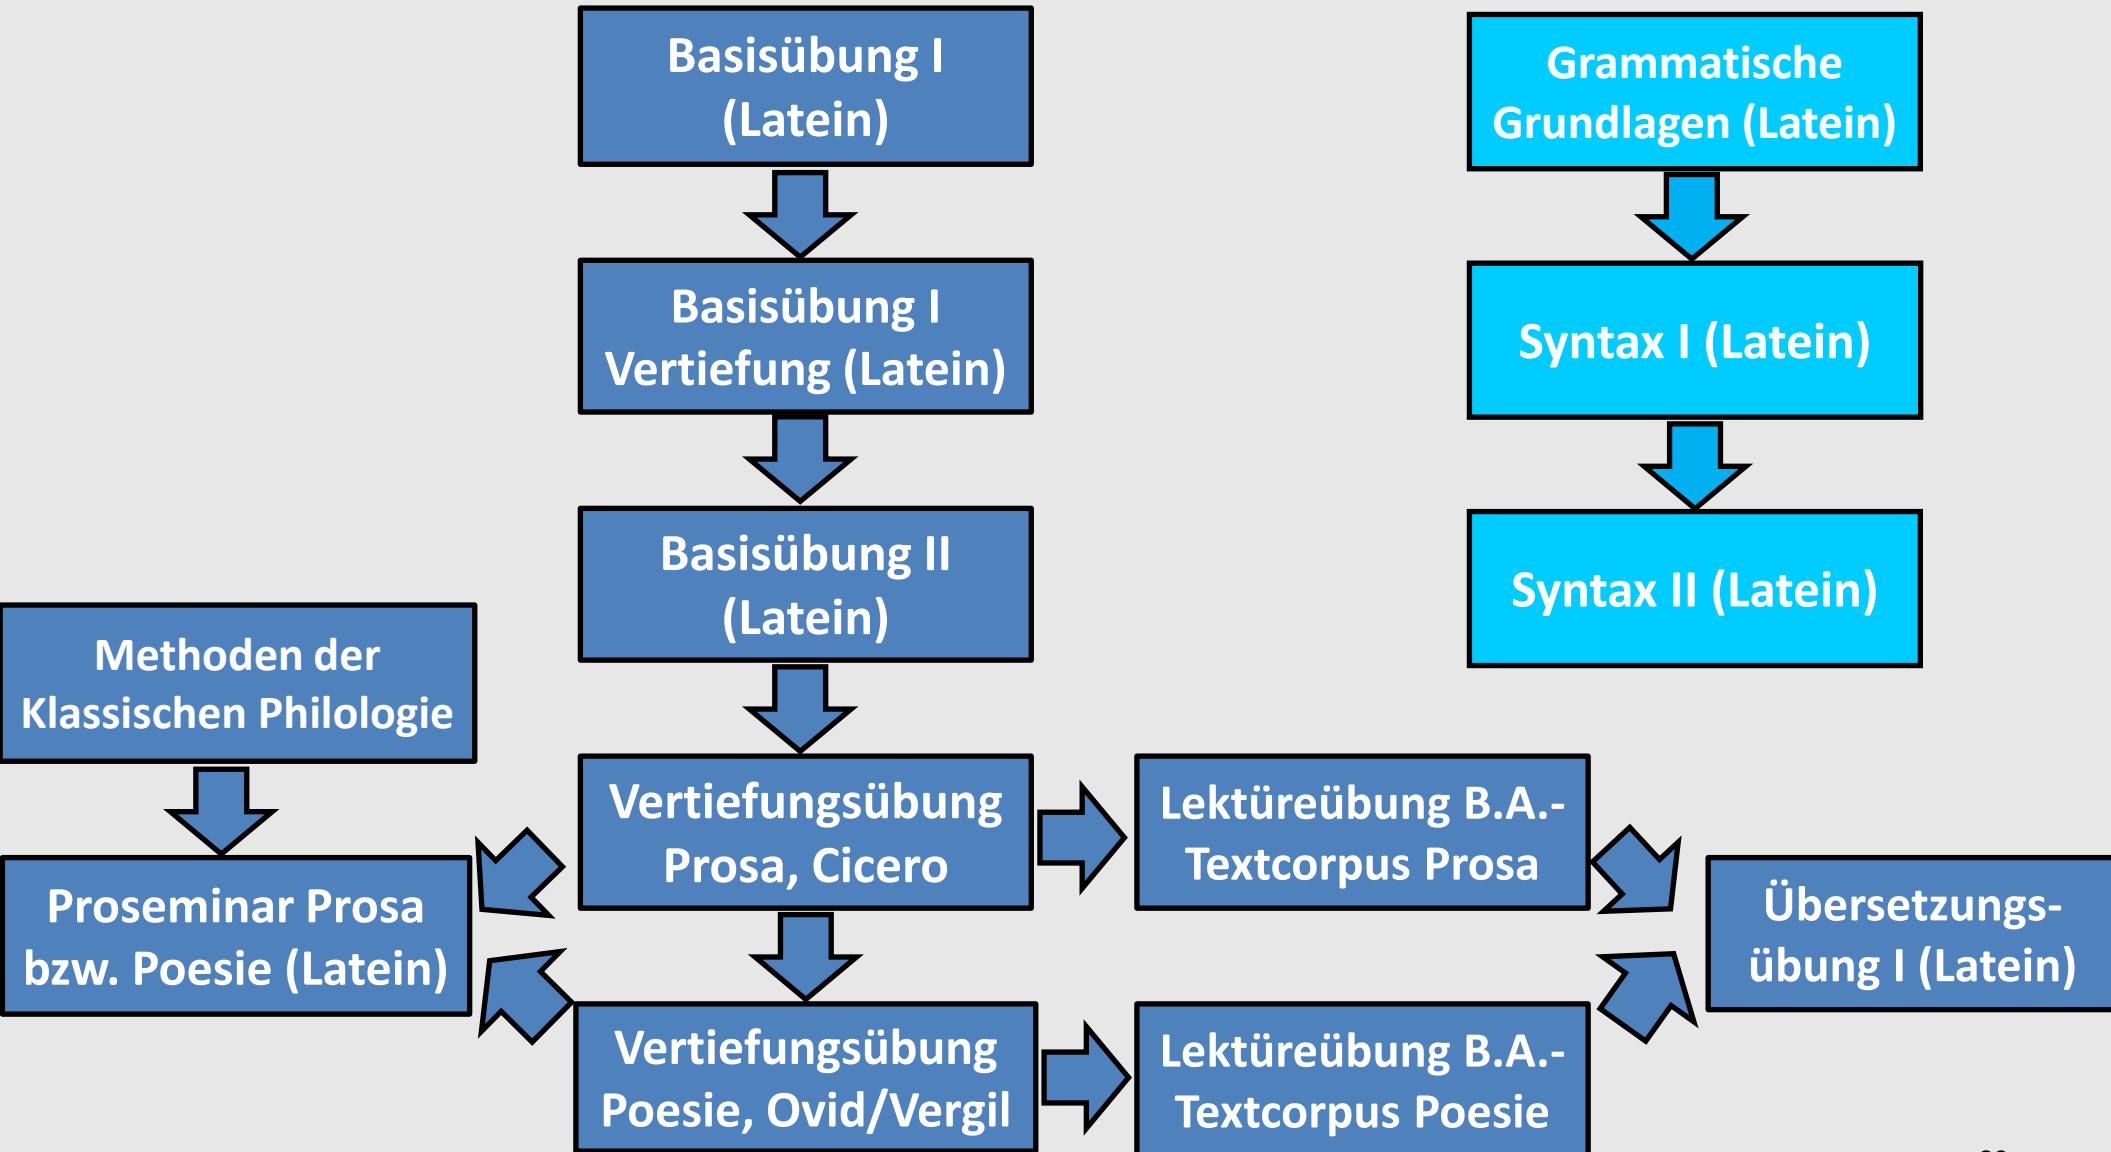 Basisübung I
(Latein)
Grammatische
Grundlagen (Latein)
Basisübung I
Vertiefung (Latein)
Syntax I (Latein)
Basisübung II
(Latein)
Syntax II (Latein)
Methoden der
Klassischen Philologie
Vertiefungsübung
Prosa, Cicero
Lektüreübung B.A.-
Textcorpus Prosa
Proseminar Prosa
bzw. Poesie (Latein)
Übersetzungs-
übung I (Latein)
Vertiefungsübung
Poesie, Ovid/Vergil
Lektüreübung B.A.-
Textcorpus Poesie